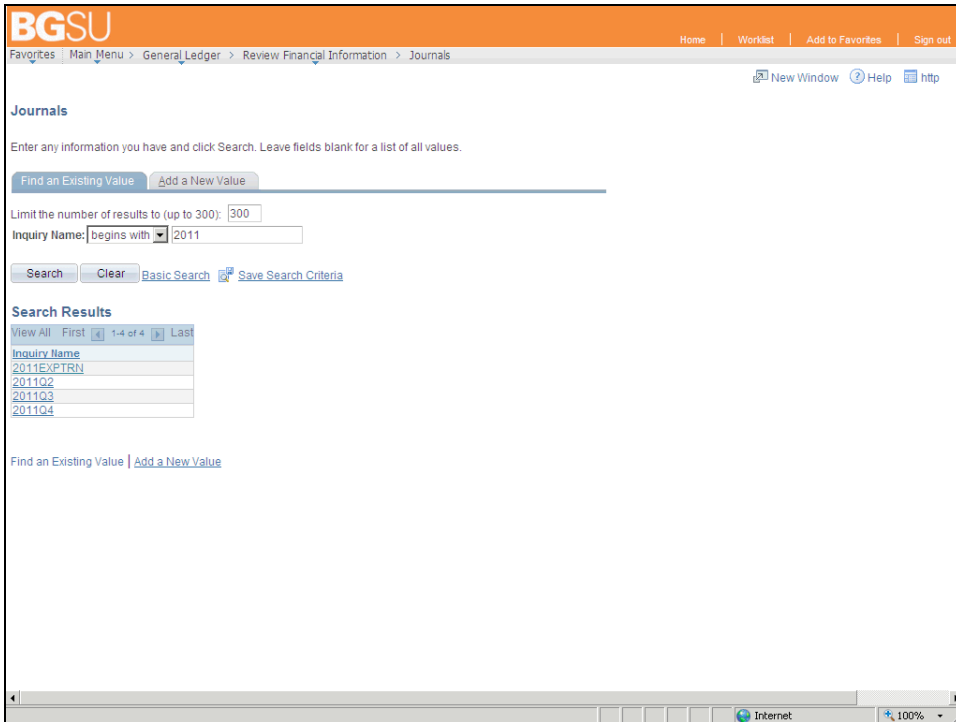 BGSU
Home | Worklist | Add to Favorites | Sign out
Favorites Main Menu > General Ledger > Review Financial Information > Journals
New Window Help http
Journals
Enter any information you have and click Search. Leave fields blank for a list of all values.
Find an Existing Value Add a New Value
Limit the number of results to (up to 300): 300
Inquiry Name: begins with 2011
Search Clear Basic Search Save Search Criteria
Search Results
View All First 1-4 of 4 Last
Inquiry Name
2011EXPTRN
2011Q2
2011Q3
2011Q4
Find an Existing Value | Add a New Value
Internet 100%